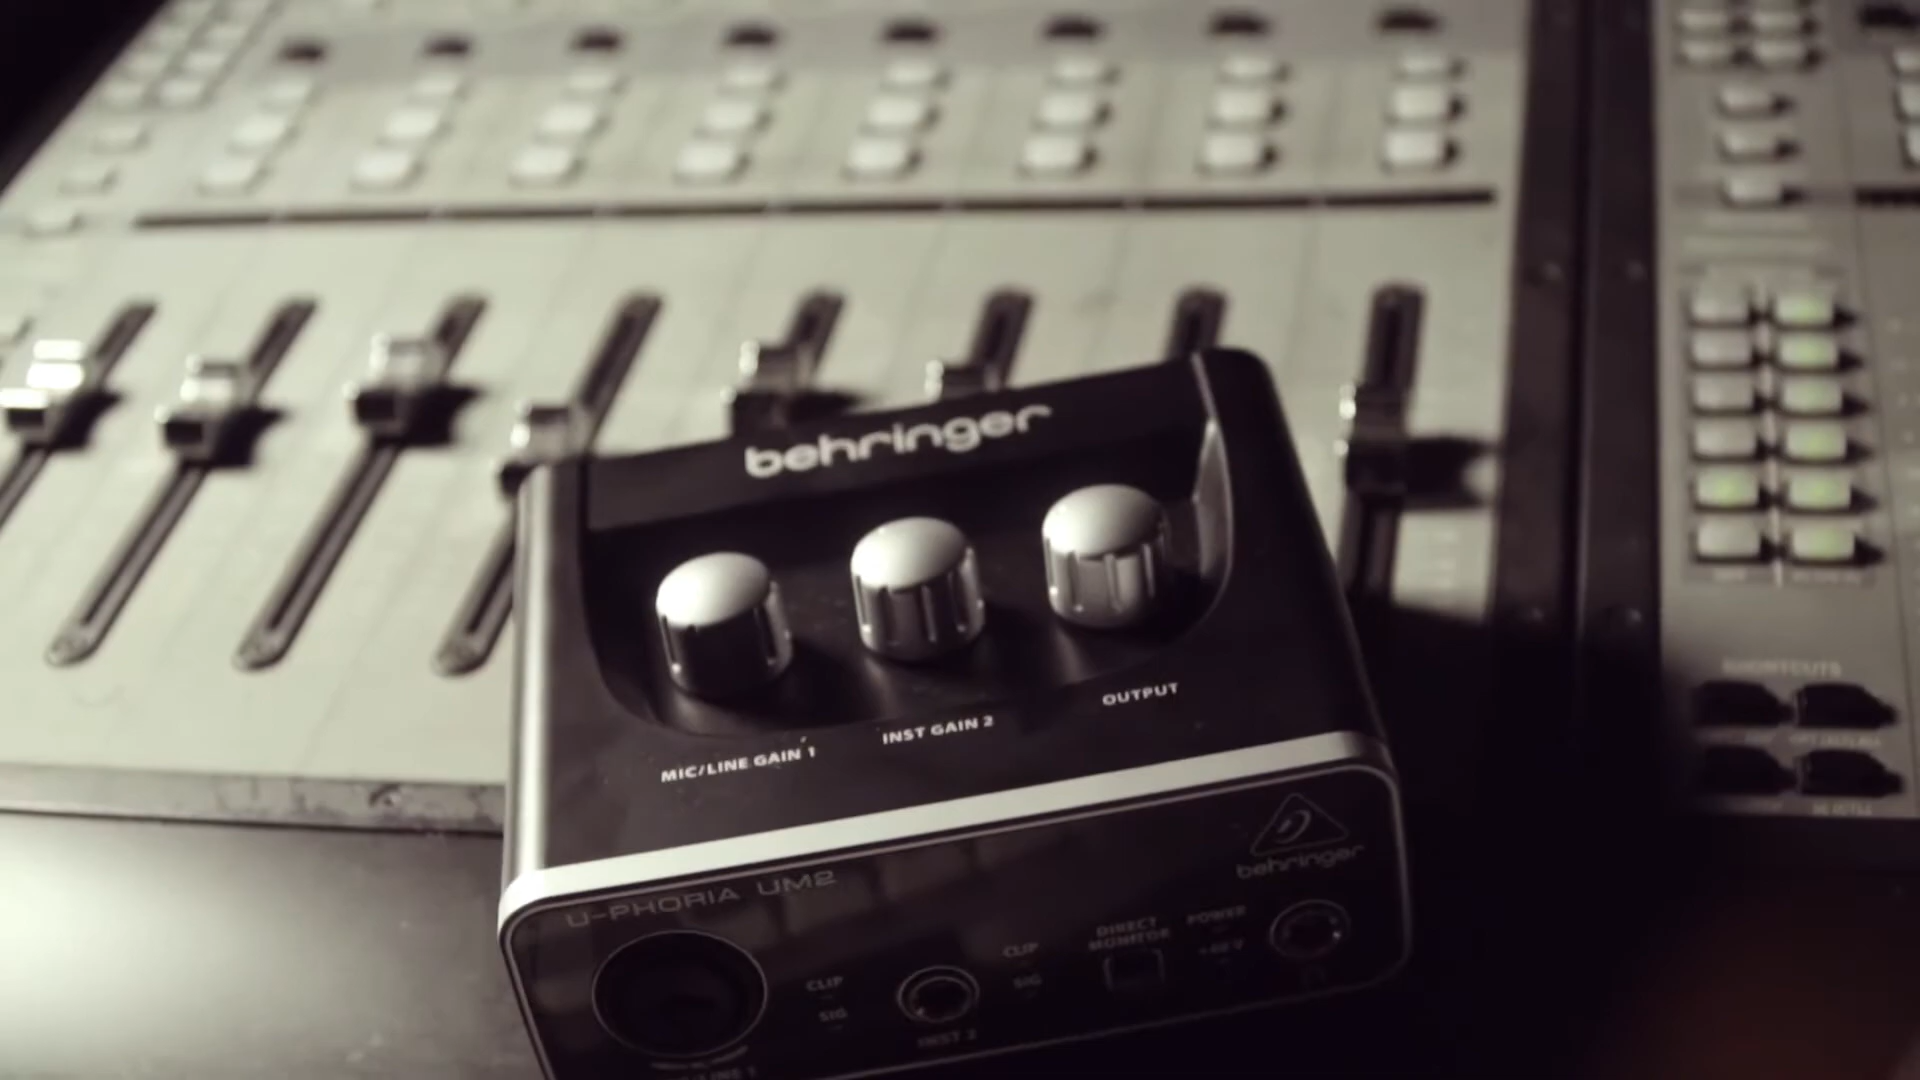 behringer
MIC/LINE GAIN 1
INST GAIN 2
OUTPUT
U-PHORIA UM2
behringer
CLIP
SIG
INST 2
CLIP
SIG
DIRECT
MONITOR
POWER
+48 V
SHORTCUTS